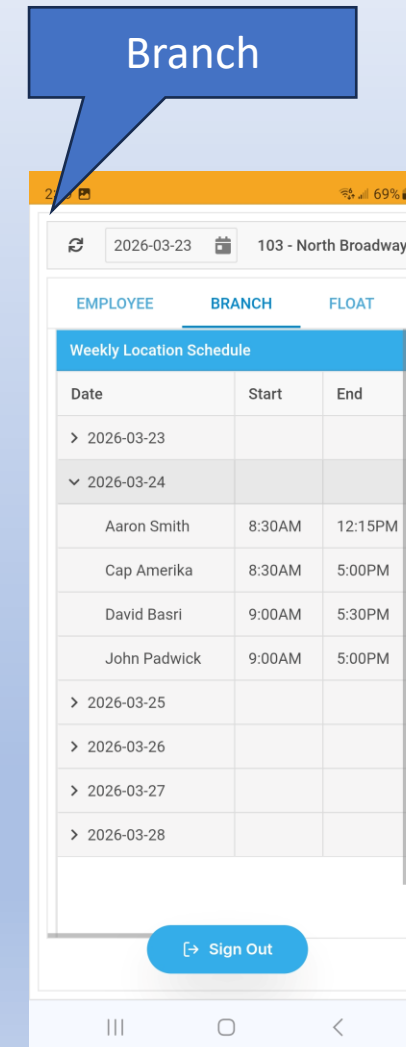 Branch
69%
2026-03-23 103 - North Broadway
EMPLOYEE BRANCH FLOAT
Weekly Location Schedule
Date Start End
2026-03-23
2026-03-24
Aaron Smith 8:30AM 12:15PM
Cap Amerika 8:30AM 5:00PM
David Basri 9:00AM 5:30PM
John Padwick 9:00AM 5:00PM
2026-03-25
2026-03-26
2026-03-27
2026-03-28
Sign Out